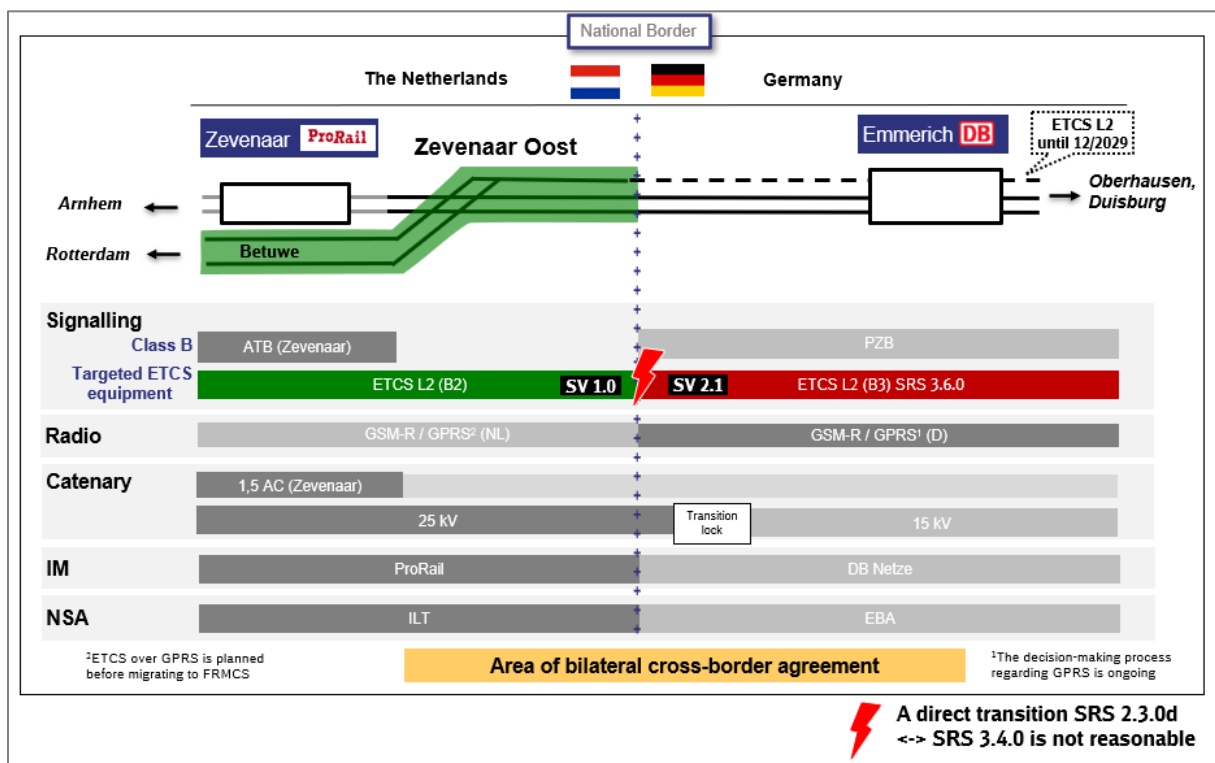 National Border
The Netherlands
Germany
Zevenaar ProRail
Zevenaar Oost
Emmerich DB
ETCS L2
until 12/2029
Arnhem
Oberhausen,
Duisburg
Rotterdam
Betuwe
Signalling
Class B
ATB (Zevenaar)
PZB
Targeted ETCS
equipment
ETCS L2 (B2)
SV 1.0
SV 2.1
ETCS L2 (B3) SRS 3.6.0
Radio
GSM-R / GPRS² (NL)
GSM-R / GPRS¹ (D)
Catenary
1,5 AC (Zevenaar)
25 kV
Transition
lock
15 kV
IM
ProRail
DB Netze
NSA
ILT
EBA
²ETCS over GPRS is planned
before migrating to FRMCS
Area of bilateral cross-border agreement
¹The decision-making process
regarding GPRS is ongoing
A direct transition SRS 2.3.0d
<-> SRS 3.4.0 is not reasonable